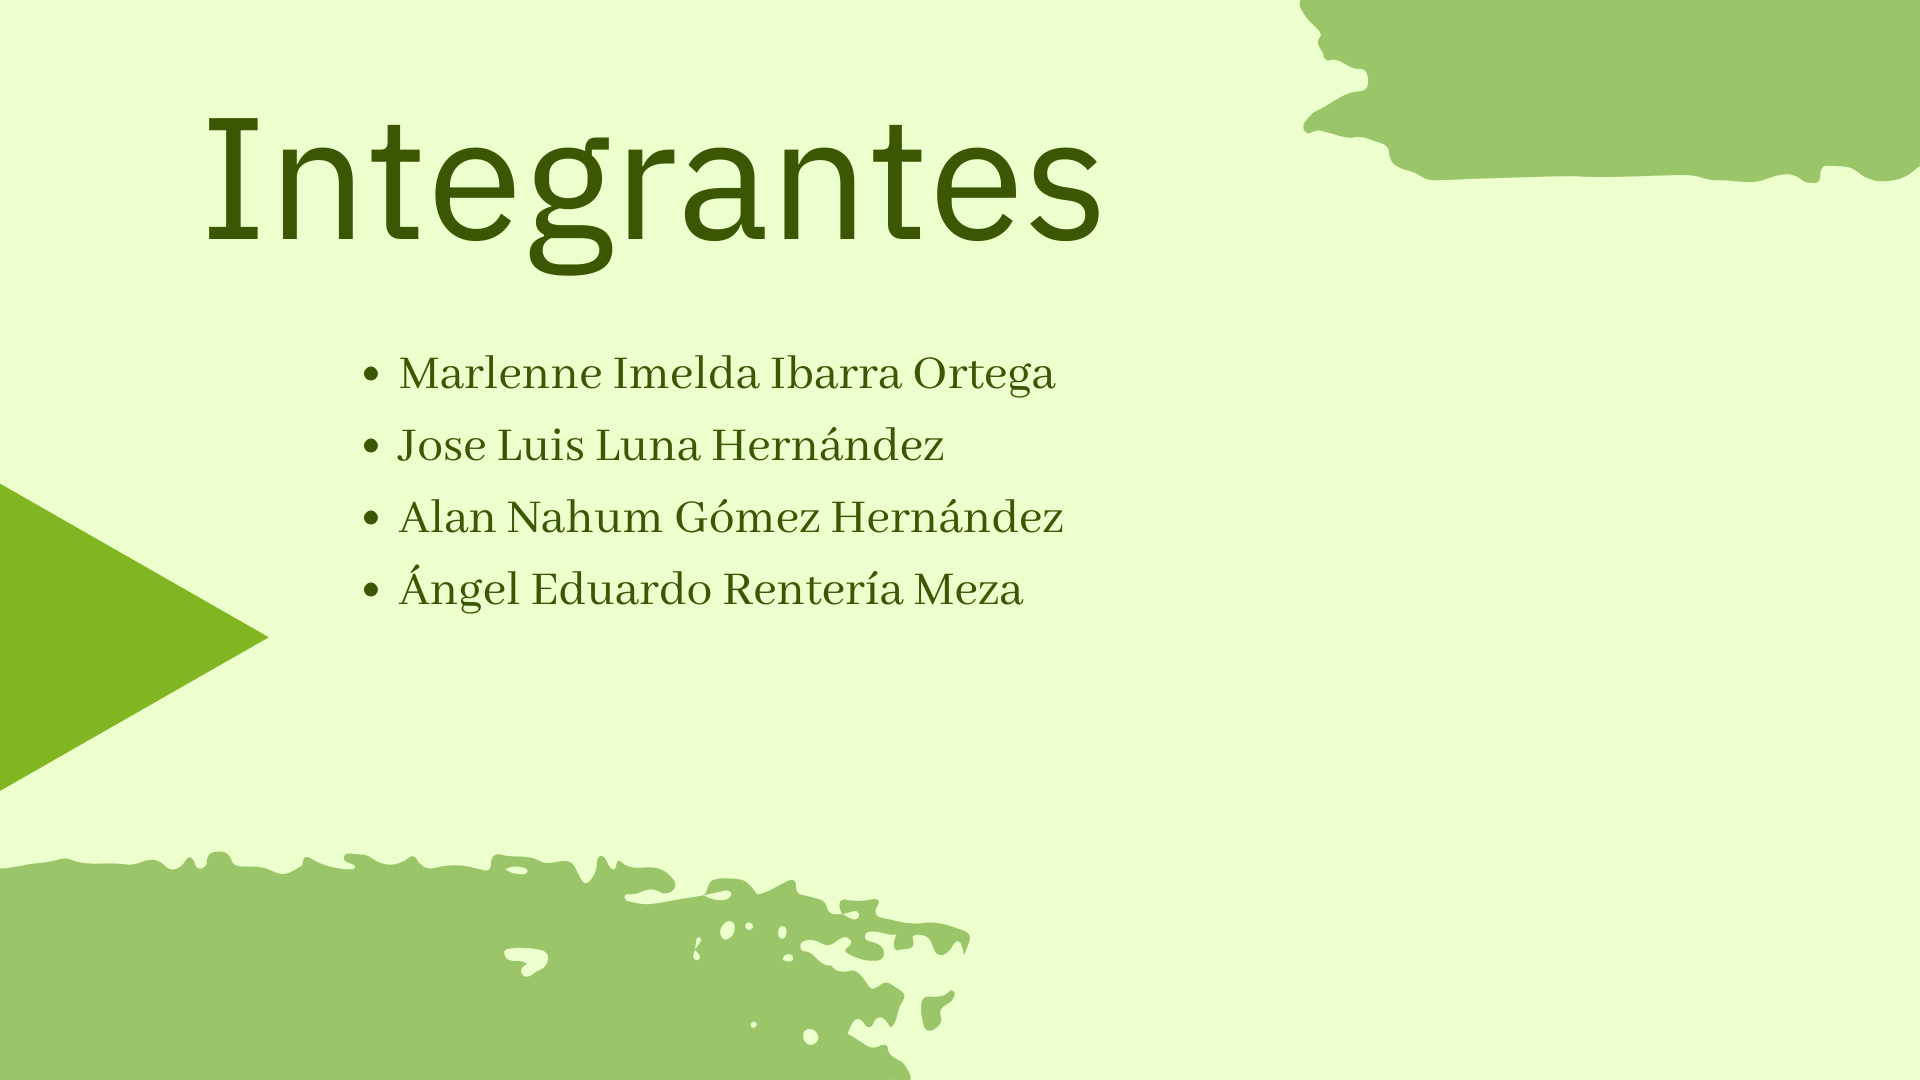 Integrantes
• Marlenne Imelda Ibarra Ortega
• Jose Luis Luna Hernández
• Alan Nahum Gómez Hernández
• Ángel Eduardo Rentería Meza